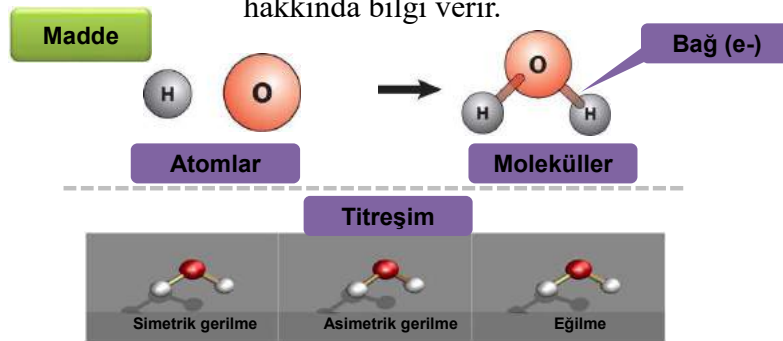 hakkında bilgi verir.
Madde
Bağ (e-)
H
O
O
H
H
Atomlar
Moleküller
Titreşim
Simetrik gerilme
Asimetrik gerilme
Eğilme